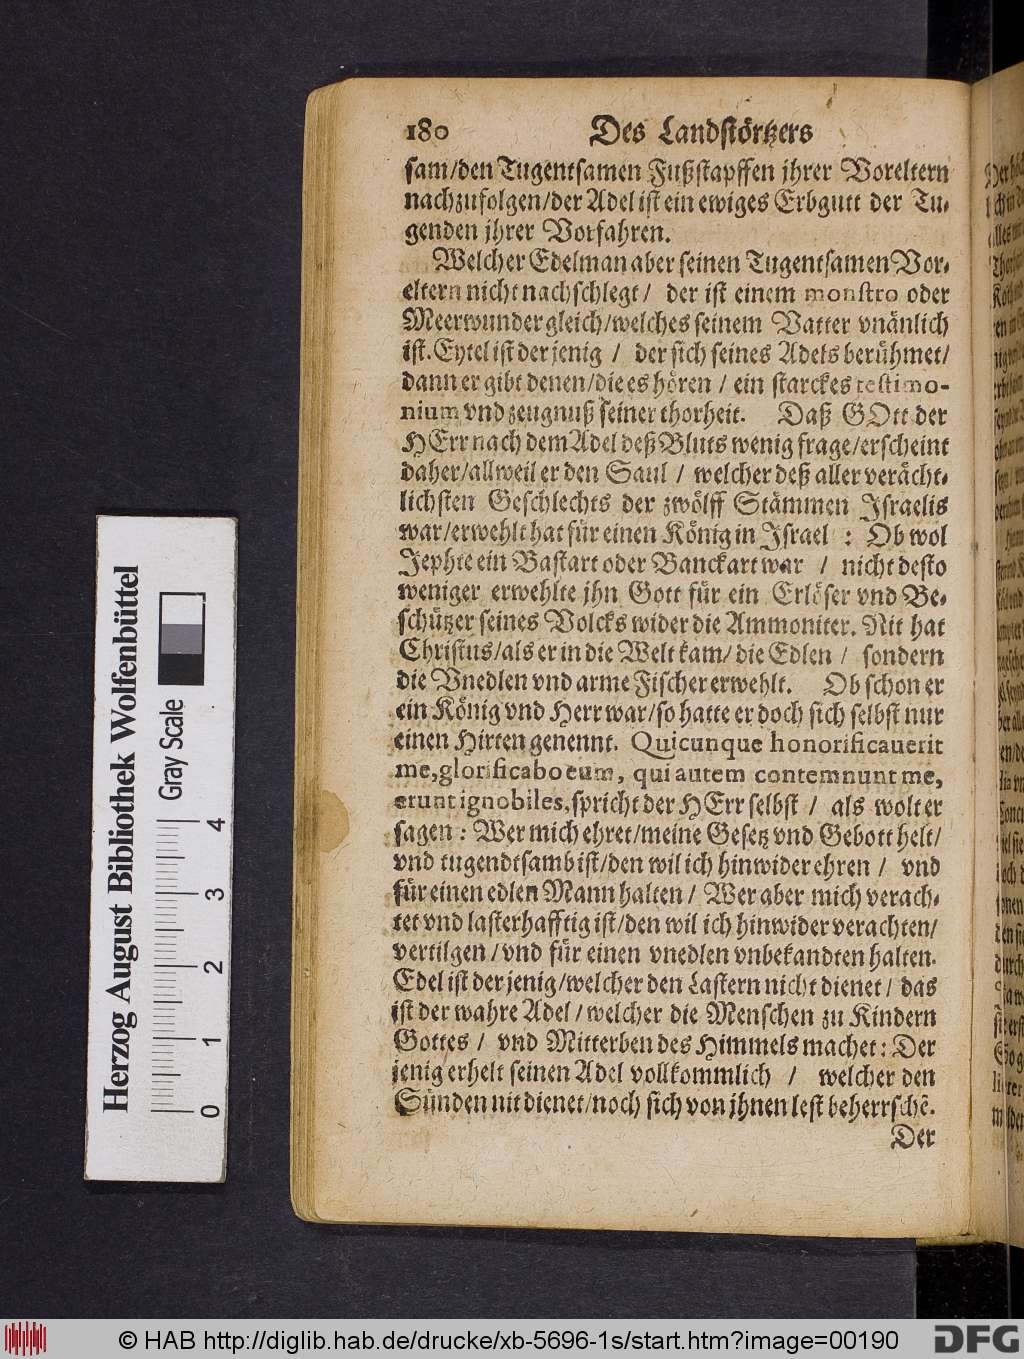 180 Des Landstörtzers
sam/den Tugentsamen Fußstapffen jhrer Voreltern
nachzufolgen/der Adel ist ein ewiges Erbgutt der Tu-
genden jhrer Vorfahren.
Welcher Edelman aber seinen Tugentsamen Vor-
eltern nicht nachschlegt / der ist einem monstro oder
Meerwunder gleich/welches seinem Vatter vnänlich
ist. Eytel ist der jenig / der sich seines Adels berühmet/
dann er gibt denen/die es hören / ein starckes testimo-
nium vnd zeugnuß seiner thorheit. Daß GOtt der
HErr nach dem Adel deß Bluts wenig frage/erscheint
daher/allweil er den Saul / welcher deß aller verächt-
lichsten Geschlechts der zwölff Stämmen Jsraelis
war/erwehlt hat für einen König in Jsrael : Ob wol
Jephte ein Bastart oder Banckart war / nicht desto
weniger erwehlte jhn Gott für ein Erlöser vnd Be-
schützer seines Volcks wider die Ammoniter. Nit hat
Christus/als er in die Welt kam/ die Edlen / sondern
die Vnedlen vnd arme Fischer erwehlt. Ob schon er
ein König vnd Herr war/so hatte er doch sich selbst nur
einen Hirten genennt. Quicunque honorificauerit
me,glorificabo eum, qui autem contemnunt me,
erunt ignobiles,spricht der HErr selbst / als wolt er
sagen : Wer mich ehret/meine Gesetz vnd Gebott helt/
vnd tugendtsamb ist/den wil ich hinwider ehren / vnd
für einen edlen Mann halten / Wer aber mich verach-
tet vnd lasterhafftig ist/den wil ich hinwider verachten/
vertilgen / vnd für einen vnedlen vnbekandten halten.
Edel ist der jenig/welcher den Lastern nicht dienet / das
ist der wahre Adel / welcher die Menschen zu Kindern
Gottes / vnd Mitterben des Himmels machet : Der
jenig erhelt seinen Adel vollkommlich / welcher den
Sünden nit dienet/noch sich von jhnen lest beherrschē.
Der
Herzog August Bibliothek Wolfenbüttel
Gray Scale
0 1 2 3 4
© HAB http://diglib.hab.de/drucke/xb-5696-1s/start.htm?image=00190
DFG